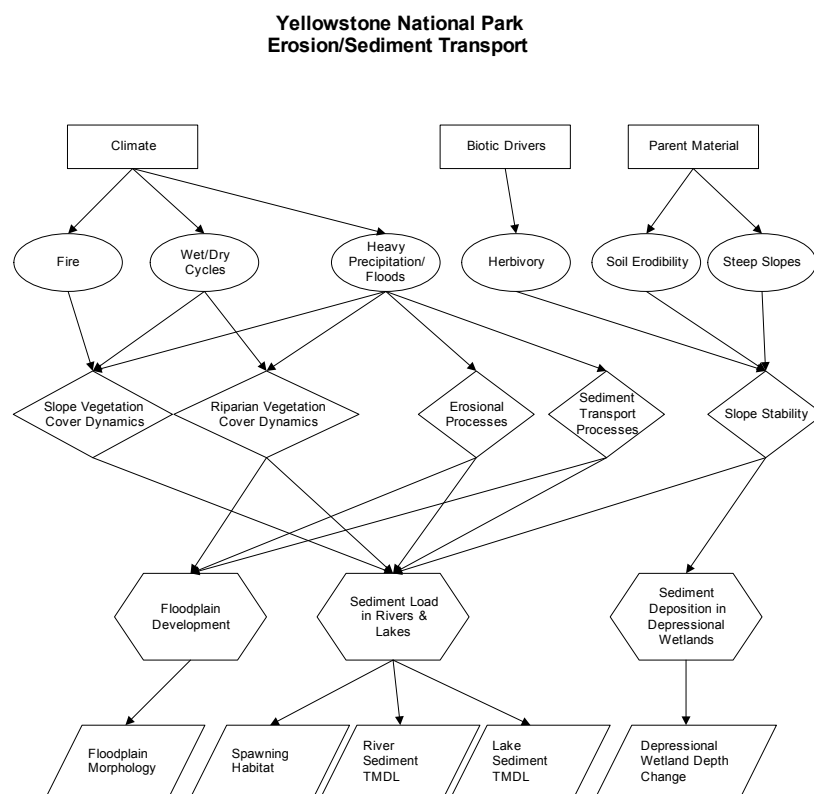 Yellowstone National Park
Erosion/Sediment Transport
Climate
Biotic Drivers
Parent Material
Fire
Wet/Dry
Cycles
Heavy
Precipitation/
Floods
Herbivory
Soil Erodibility
Steep Slopes
Slope Vegetation
Cover Dynamics
Riparian Vegetation
Cover Dynamics
Erosional
Processes
Sediment
Transport
Processes
Slope Stability
Floodplain
Development
Sediment Load
in Rivers &
Lakes
Sediment
Deposition in
Depressional
Wetlands
Floodplain
Morphology
Spawning
Habitat
River
Sediment
TMDL
Lake
Sediment
TMDL
Depressional
Wetland Depth
Change